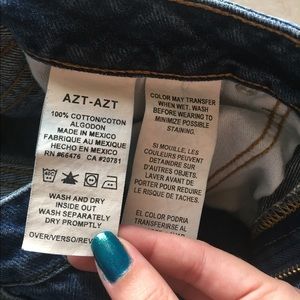 AZT-AZT
100% COTTON/COTON
ALGODON
MADE IN MEXICO
FABRIQUE AU MEXIQUE
HECHO EN MEXICO
RN #66476 CA #20781
WASH AND DRY
INSIDE OUT
WASH SEPARATELY
DRY PROMPTLY
OVER/VERSO/REV
COLOR MAY TRANSFER
WHEN WET. WASH
BEFORE WEARING TO
MINIMIZE POSSIBLE
STAINING.
SI MOUILLE, LES
COULEURS PEUVENT
DETEINDRE SUR
D'AUTRES COULEURS.
LAVER AVANT DE
PORTER POUR REDUIRE
LE RISQUE DE TACHES.
EL COLOR PODRIA
TRANSFERIRSE AL